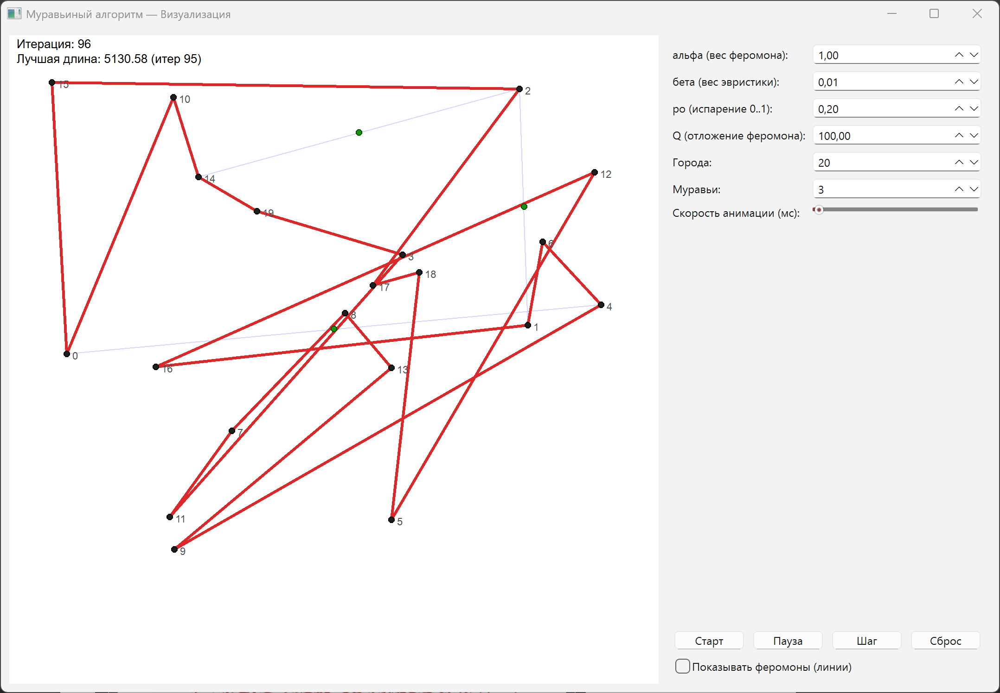 Муравьиный алгоритм — Визуализация
Итерация: 96
Лучшая длина: 5130.58 (итер 95)
15
10
2
14
12
19
6
3
18
17
4
8
1
0
16
13
7
11
5
9
альфа (вес феромона): 1,00
бета (вес эвристики): 0,01
ро (испарение 0..1): 0,20
Q (отложение феромона): 100,00
Города: 20
Муравьи: 3
Скорость анимации (мс):
Старт Пауза Шаг Сброс
Показывать феромоны (линии)